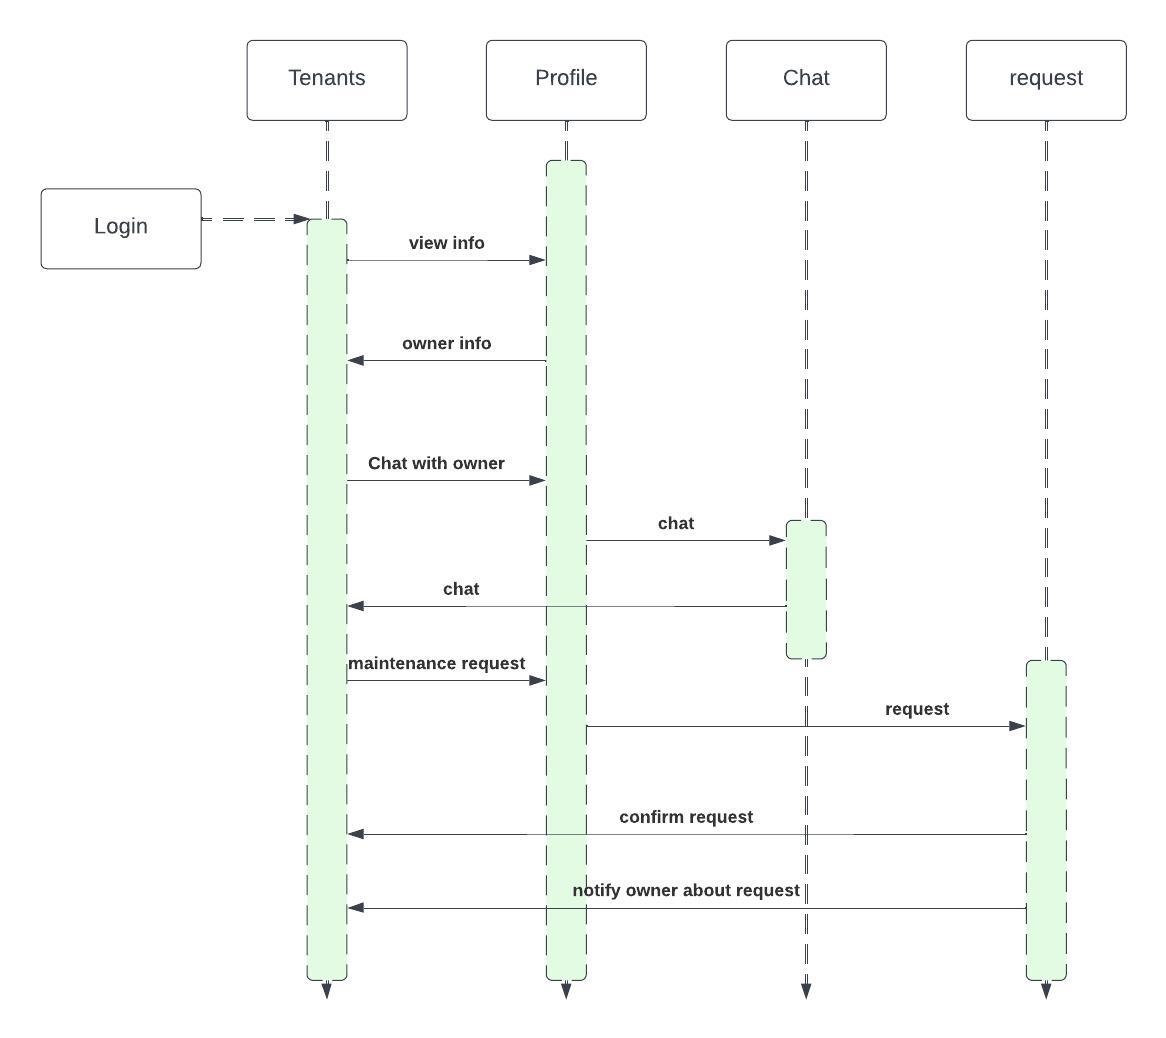 Tenants
Profile
Chat
request
Login
view info
owner info
Chat with owner
chat
chat
maintenance request
request
confirm request
notify owner about request